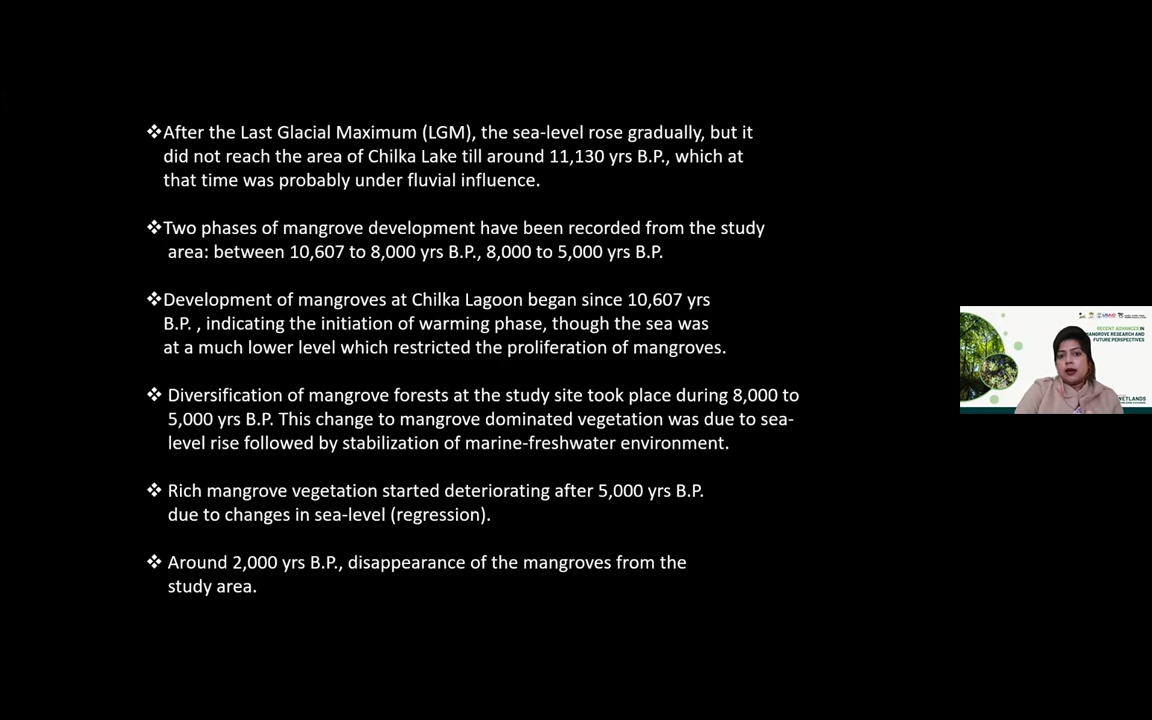 ❖After the Last Glacial Maximum (LGM), the sea-level rose gradually, but it
did not reach the area of Chilka Lake till around 11,130 yrs B.P., which at
that time was probably under fluvial influence.
❖Two phases of mangrove development have been recorded from the study
area: between 10,607 to 8,000 yrs B.P., 8,000 to 5,000 yrs B.P.
❖Development of mangroves at Chilka Lagoon began since 10,607 yrs
B.P. , indicating the initiation of warming phase, though the sea was
at a much lower level which restricted the proliferation of mangroves.
❖ Diversification of mangrove forests at the study site took place during 8,000 to
5,000 yrs B.P. This change to mangrove dominated vegetation was due to sea-
level rise followed by stabilization of marine-freshwater environment.
❖ Rich mangrove vegetation started deteriorating after 5,000 yrs B.P.
due to changes in sea-level (regression).
❖ Around 2,000 yrs B.P., disappearance of the mangroves from the
study area.
RECENT ADVANCES IN
MANGROVE RESEARCH AND
FUTURE PERSPECTIVES